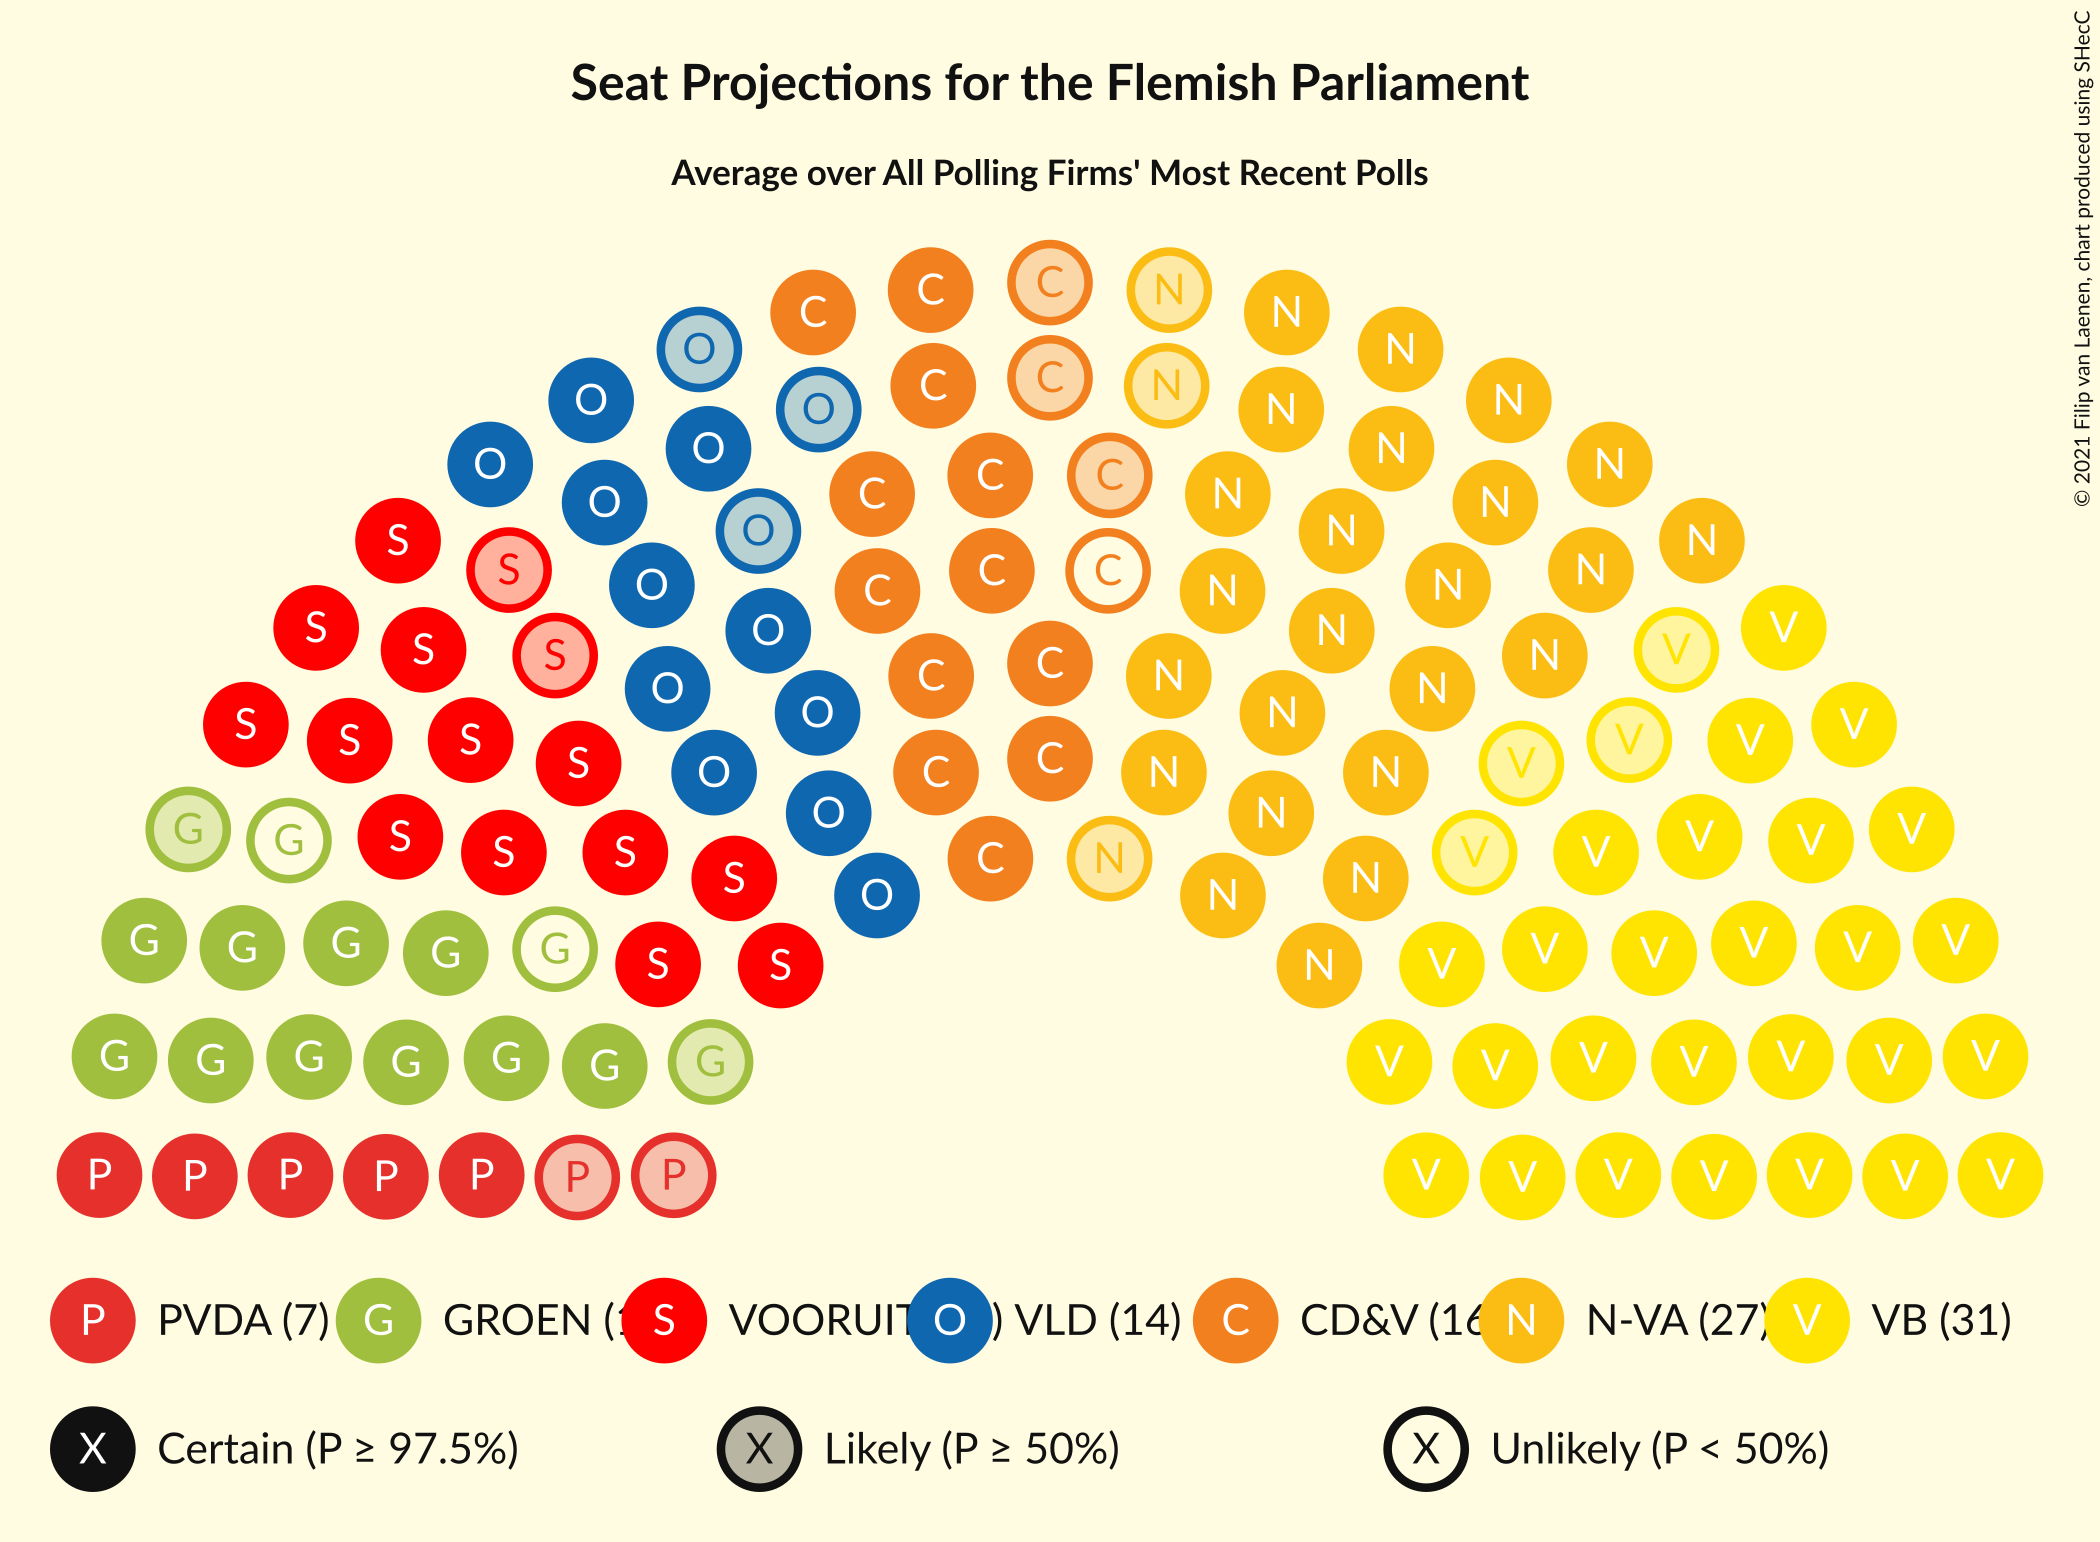 Seat Projections for the Flemish Parliament
Average over All Polling Firms' Most Recent Polls
© 2021 Filip van Laenen, chart produced using SHecC
C C C N N
O N
O O C C N N N
O O C C N N
S O O C N N N N
S O C C C N N N
S S S O C N N V V
O O C N N N
S S S S O C C N N V V V V
G G S S S S O C N N N V V V V V
G G G G G S S O N N V V V V V V
G G G G G G G V V V V V V V
P P P P P P P V V V V V V V
P PVDA (7) G GROEN ( S VOORUIT O ) VLD (14) C CD&V (16 N N-VA (27) V VB (31)
X Certain (P ≥ 97.5%) X Likely (P ≥ 50%) X Unlikely (P < 50%)